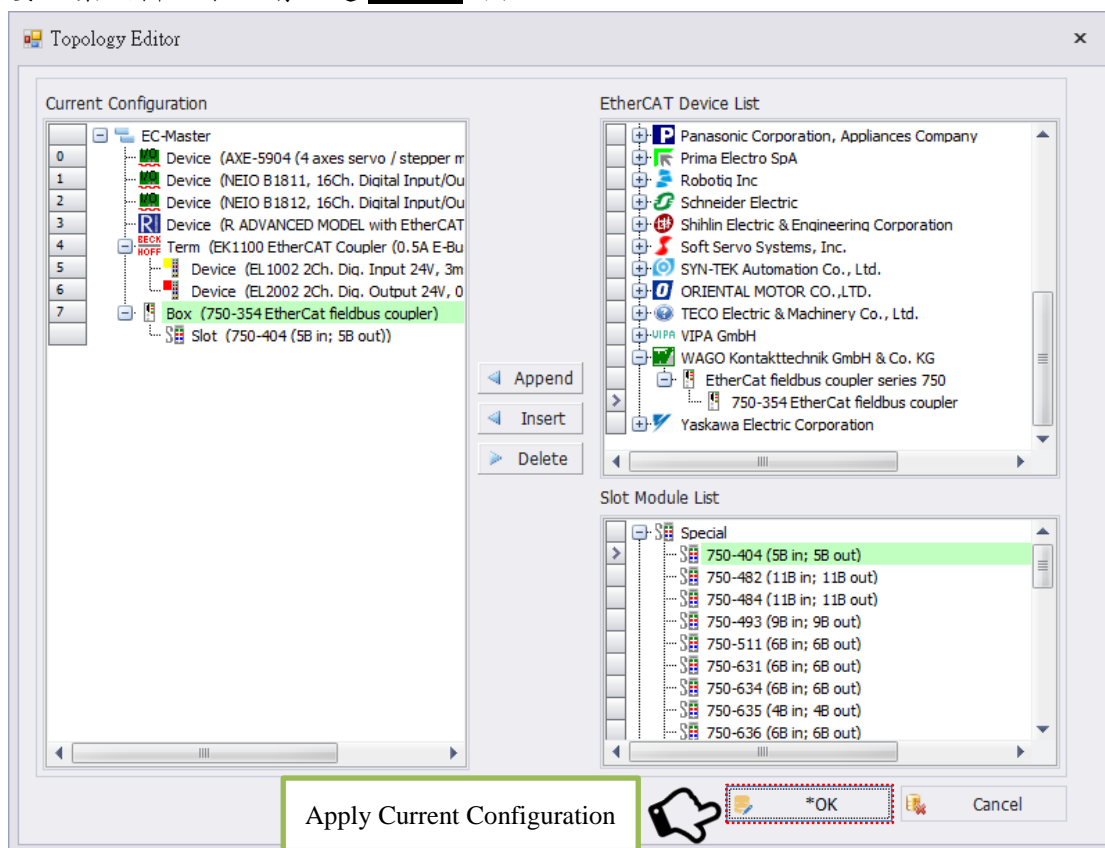 Topology Editor
Current Configuration
EC-Master
0 Device (AXE-5904 (4 axes servo / stepper m
1 Device (NEIO B1811, 16Ch. Digital Input/Ou
2 Device (NEIO B1812, 16Ch. Digital Input/Ou
3 RI Device (R ADVANCED MODEL with EtherCAT
4 BECK HOFF Term (EK1100 EtherCAT Coupler (0.5A E-Bu
5 Device (EL1002 2Ch. Dig. Input 24V, 3m
6 Device (EL2002 2Ch. Dig. Output 24V, 0
7 Box (750-354 EtherCat fieldbus coupler)
Slot (750-404 (5B in; 5B out))
Append
Insert
Delete
EtherCAT Device List
Panasonic Corporation, Appliances Company
Prima Electro SpA
Robotiq Inc
Schneider Electric
Shihlin Electric & Engineering Corporation
Soft Servo Systems, Inc.
SYN-TEK Automation Co., Ltd.
ORIENTAL MOTOR CO.,LTD.
TECO Electric & Machinery Co., Ltd.
VIPA VIPA GmbH
WAGO Kontakttechnik GmbH & Co. KG
EtherCat fieldbus coupler series 750
750-354 EtherCat fieldbus coupler
Yaskawa Electric Corporation
Slot Module List
Special
750-404 (5B in; 5B out)
750-482 (11B in; 11B out)
750-484 (11B in; 11B out)
750-493 (9B in; 9B out)
750-511 (6B in; 6B out)
750-631 (6B in; 6B out)
750-634 (6B in; 6B out)
750-635 (4B in; 4B out)
750-636 (6B in; 6B out)
Apply Current Configuration
*OK
Cancel